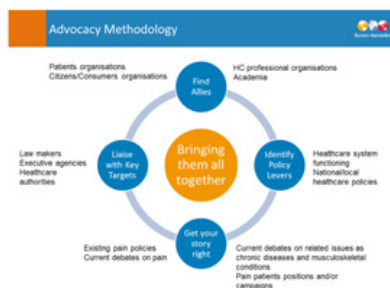 Advocacy Methodology
Patients organisations
Citizens/Consumers organisations
Find
Allies
HC professional organisations
Academia
Law makers
Executive agencies
Healthcare
authorities
Liaise with Key
Targets
Bringing
them all
together
Identify
Policy
Levers
Healthcare system
functioning
National/local
healthcare policies
Existing pain policies
Current debates on pain
Get your
story
right
Current debates on related issues as
chronic diseases and musculoskeletal
conditions
Pain patients positions and/or
campaigns